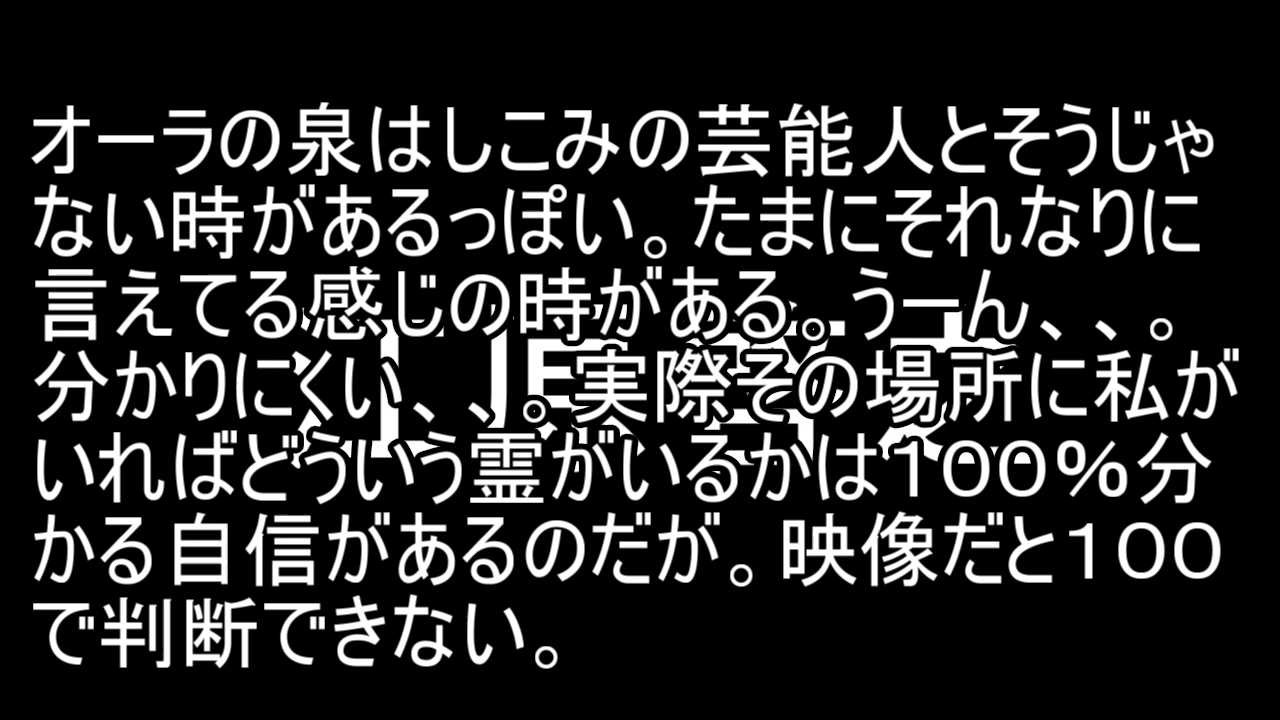 オーラの泉はしこみの芸能人とそうじゃ
ない時があるっぽい。たまにそれなりに
言えてる感じの時がある。うーん、、。
分かりにくい、、。実際その場所に私が
いればどういう霊がいるかは１００％分
かる自信があるのだが。映像だと１００
で判断できない。